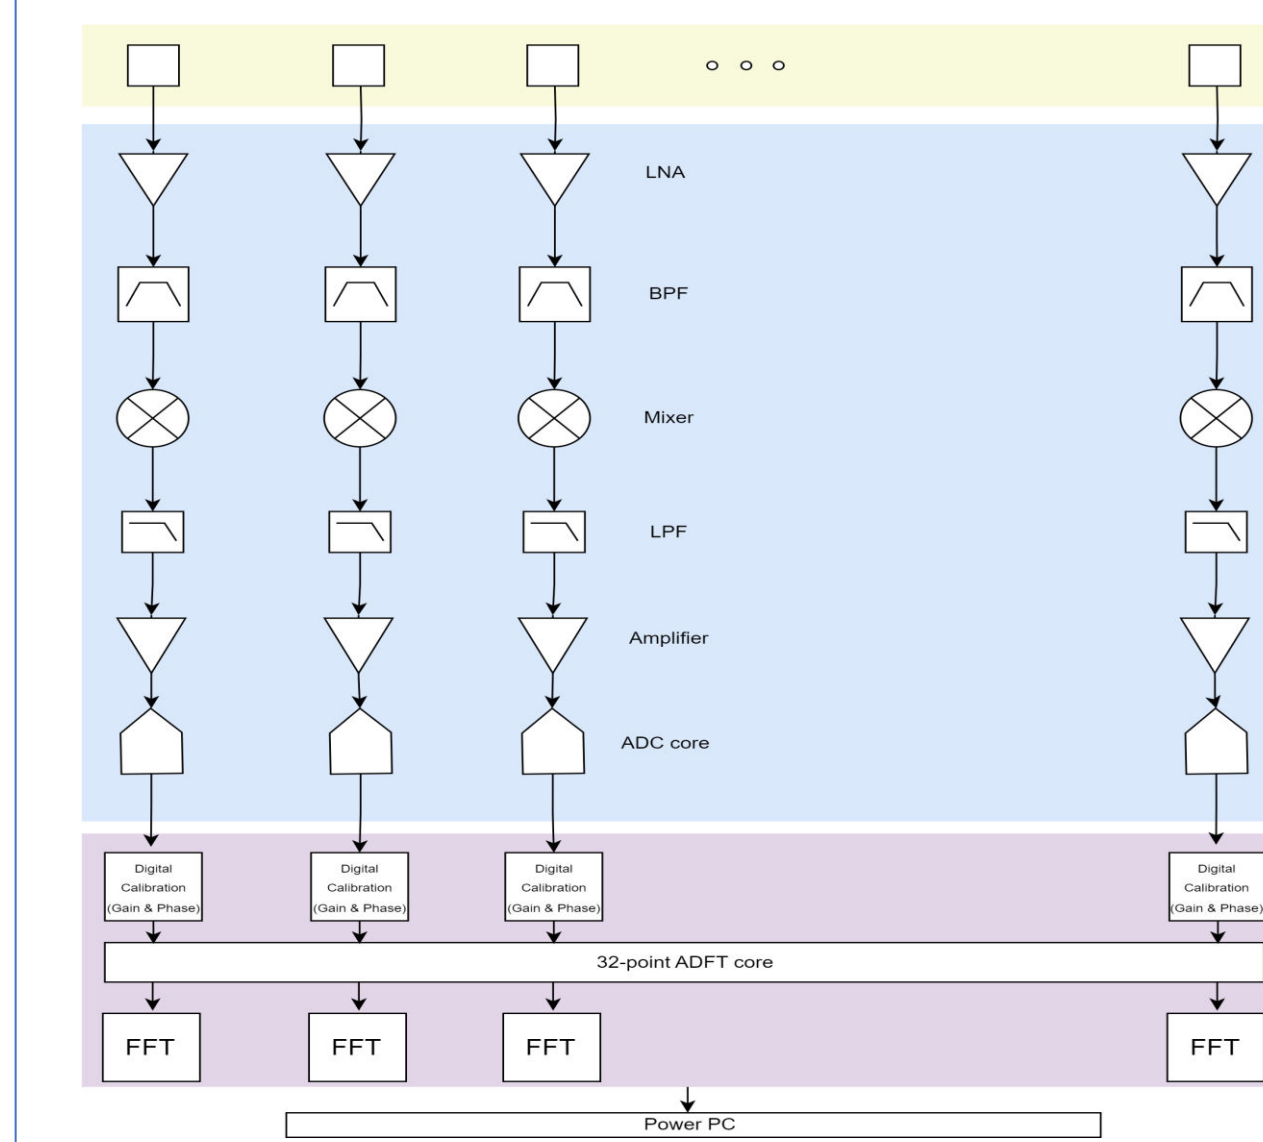 LNA
BPF
Mixer
LPF
Amplifier
ADC core
Digital
Calibration
(Gain & Phase)
Digital
Calibration
(Gain & Phase)
Digital
Calibration
(Gain & Phase)
Digital
Calibration
(Gain & Phase)
32-point ADFT core
FFT
FFT
FFT
FFT
Power PC